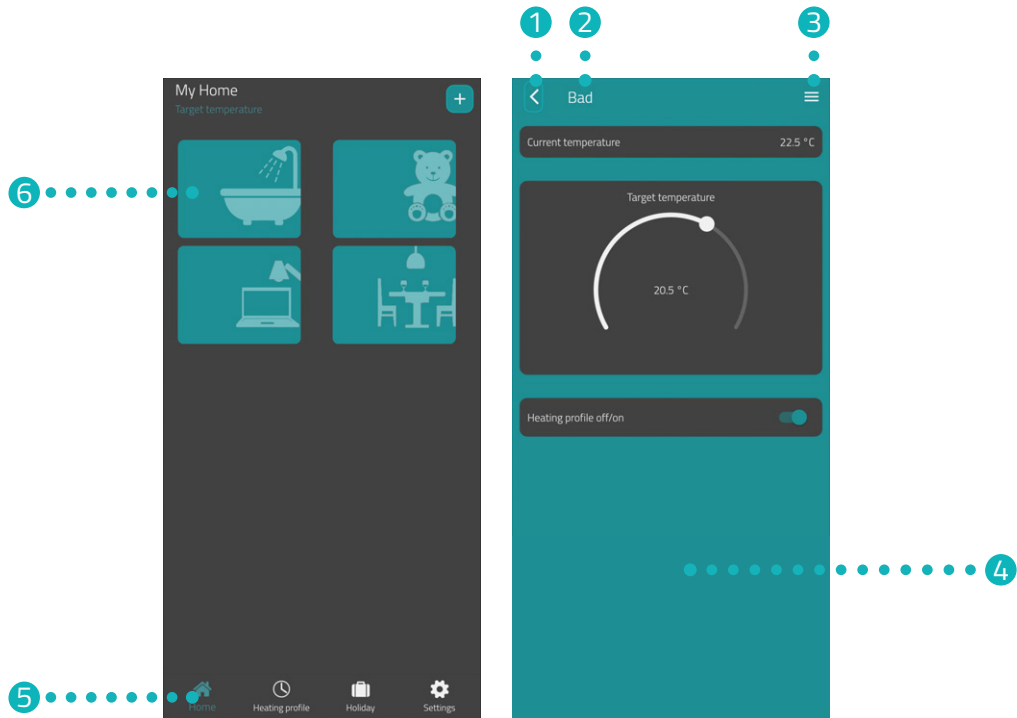 1
2
3
My Home
Target temperature
+
6
5
Home
Heating profile
Holiday
Settings
Bad
Current temperature
22.5 °C
Target temperature
20.5 °C
Heating profile off/on
4